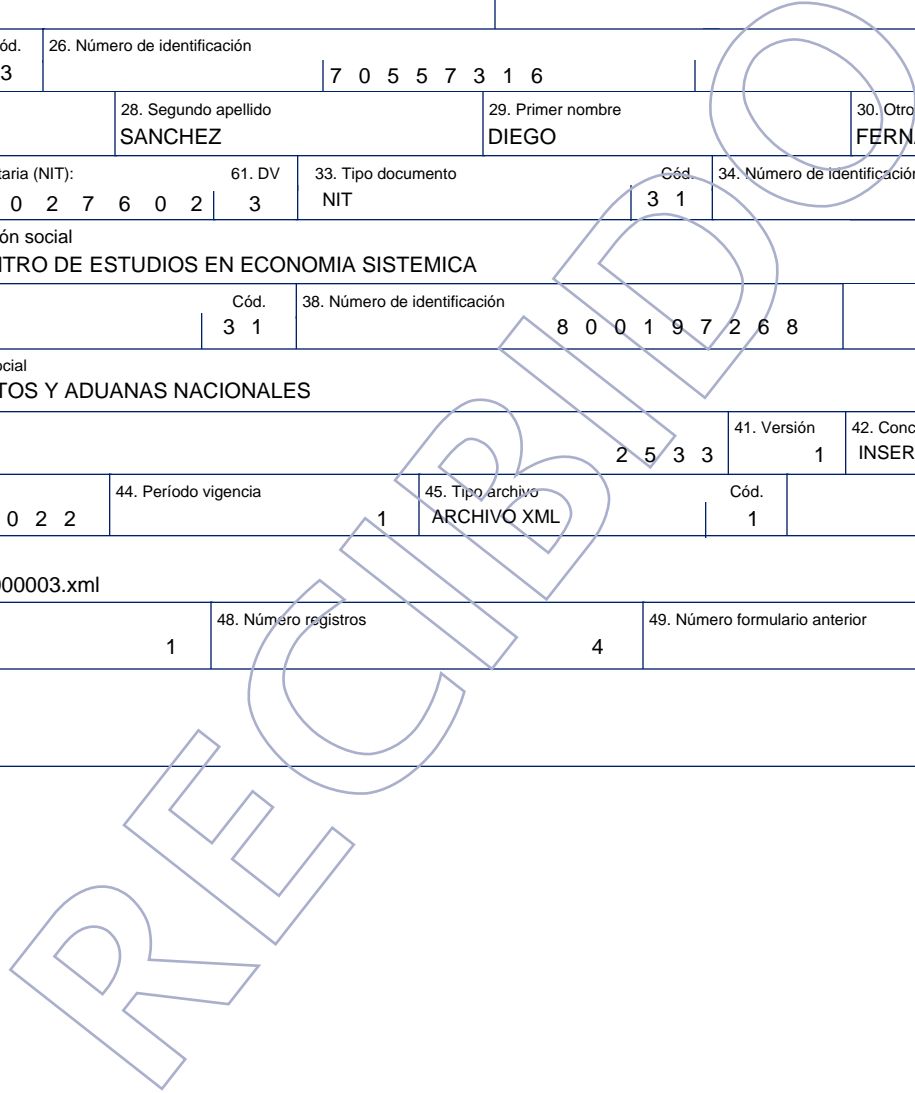 ód. 26. Número de identificación
3 7 0 5 5 7 3 1 6
28. Segundo apellido 29. Primer nombre 30. Otro
SANCHEZ DIEGO FERNA
taria (NIT): 61. DV 33. Tipo documento Cód. 34. Número de identificación
0 2 7 6 0 2 3 NIT 3 1
ón social
NTRO DE ESTUDIOS EN ECONOMIA SISTEMICA
Cód. 38. Número de identificación
3 1 8 0 0 1 9 7 2 6 8
ocial
TOS Y ADUANAS NACIONALES
41. Versión 42. Conc
2 5 3 3 1 INSER
44. Período vigencia 45. Tipo archivo Cód.
0 2 2 1 ARCHIVO XML 1
000003.xml
48. Número registros 49. Número formulario anterior
1 4
RECIBIDO